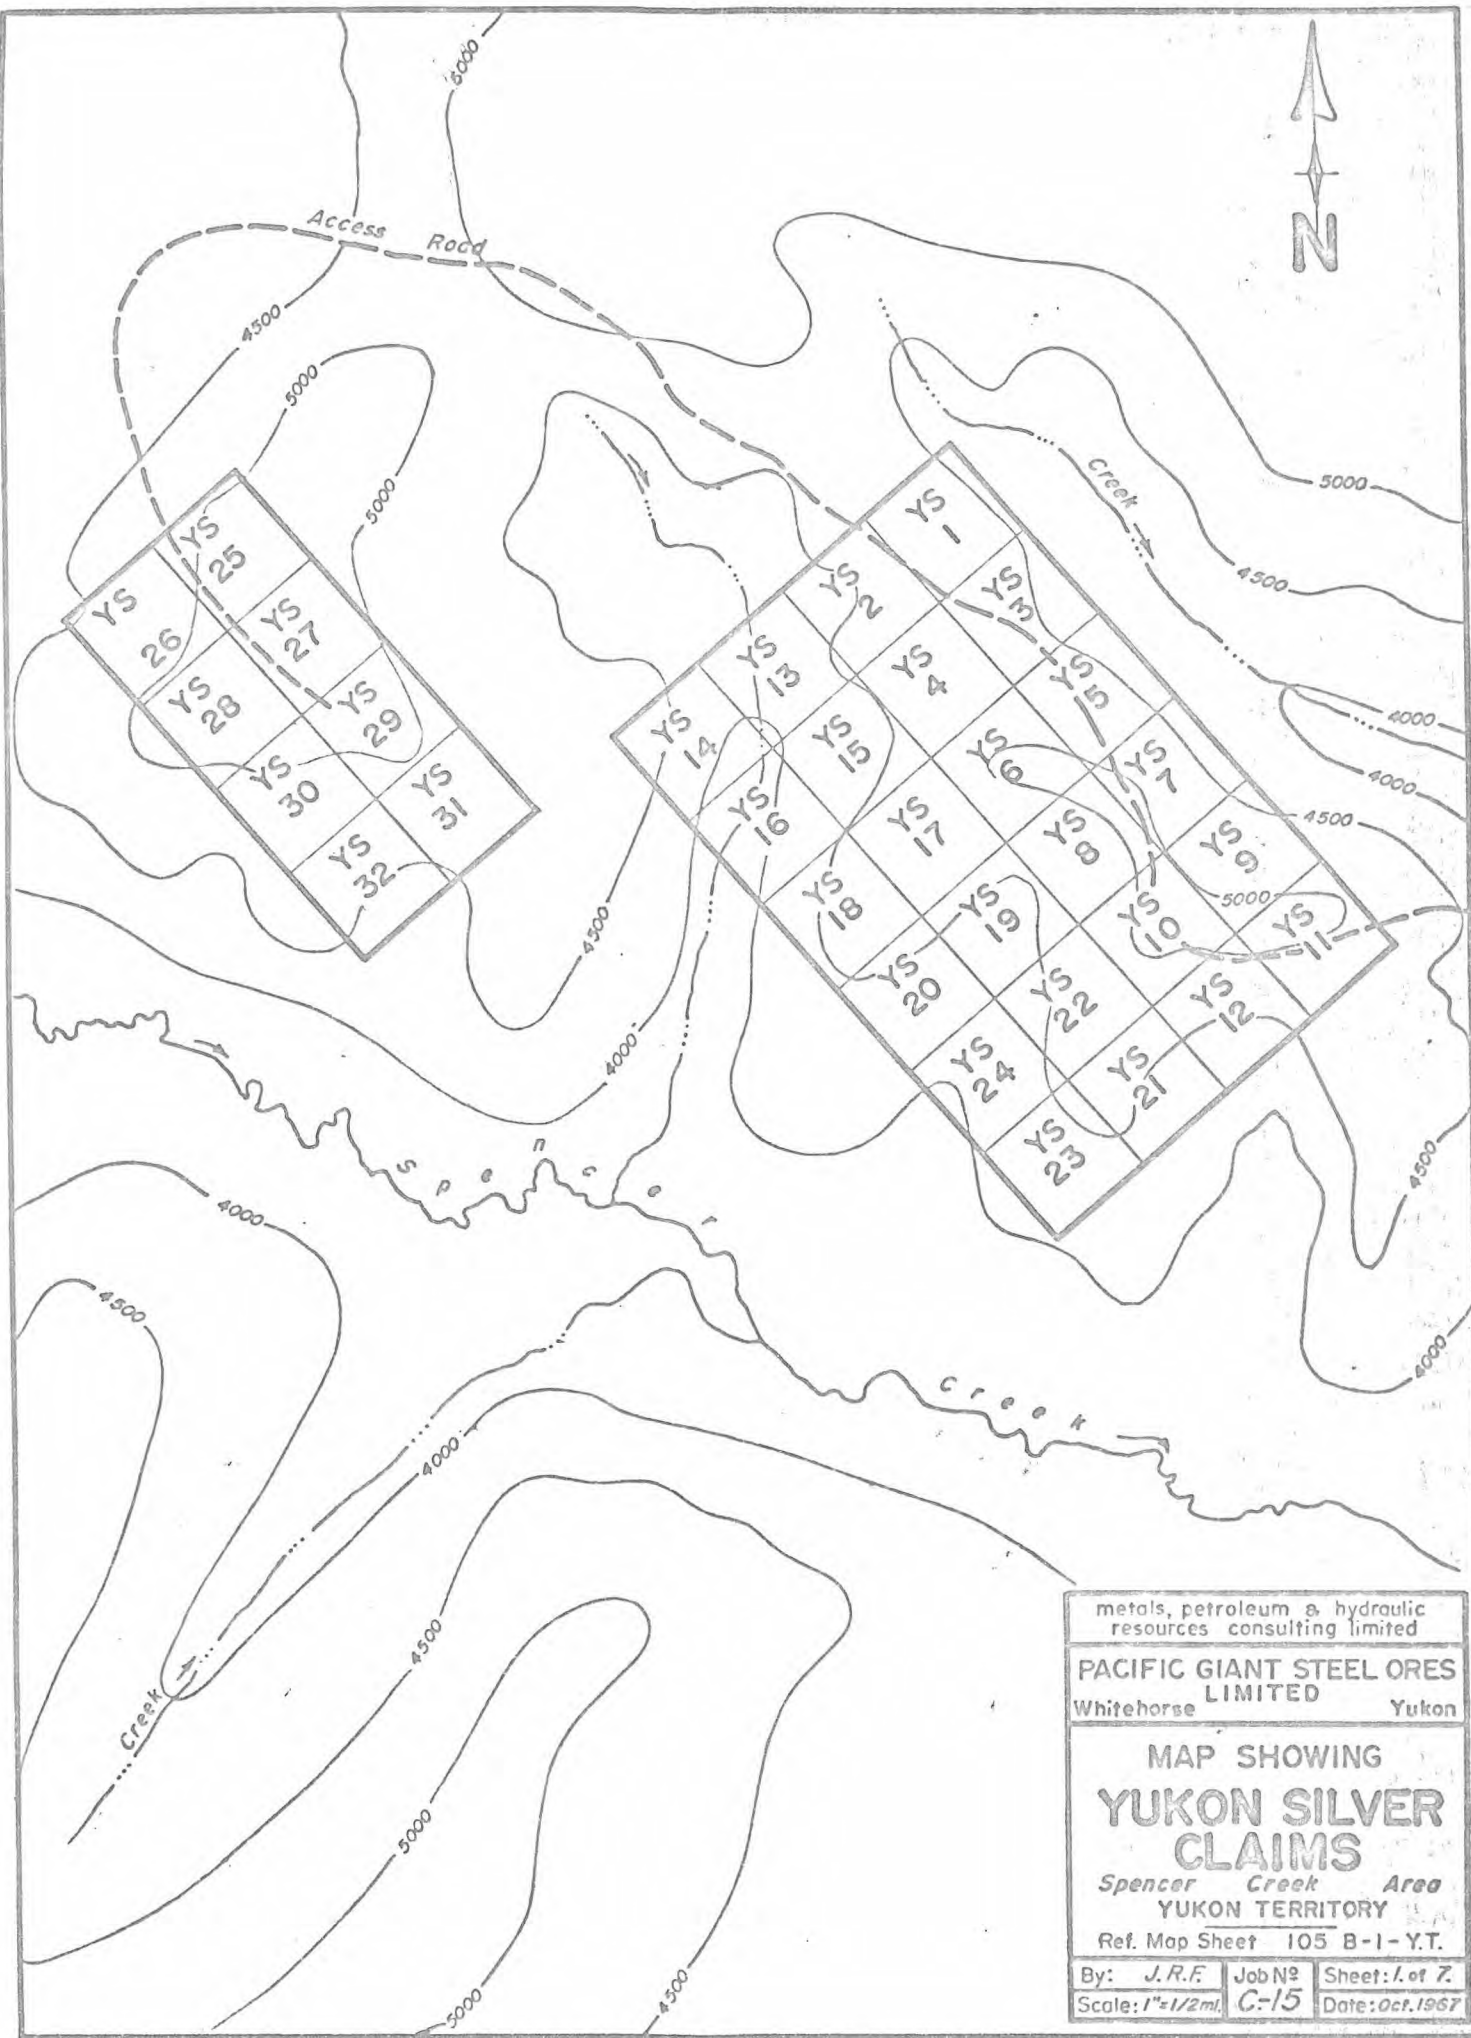 6000
Access Road
N
4500
5000
5000
Creek
5000
4500
YS 1
YS 2
YS 3
YS 4
YS 5
YS 6
YS 7
YS 8
YS 9
YS 10
YS 11
YS 12
YS 13
YS 14
YS 15
YS 16
YS 17
YS 18
YS 19
YS 20
YS 21
YS 22
YS 23
YS 24
YS 25
YS 26
YS 27
YS 28
YS 29
YS 30
YS 31
YS 32
4000
4000
4500
5000
4500
4000
4500
4000
Spencer Creek
4000
4500
4000
4500
5000
Creek
5000
4500
metals, petroleum & hydraulic
resources consulting limited
PACIFIC GIANT STEEL ORES
LIMITED
Whitehorse Yukon
MAP SHOWING
YUKON SILVER
CLAIMS
Spencer Creek Area
YUKON TERRITORY
Ref. Map Sheet 105 B-1-Y.T.
By: J.R.F. Job Nº Sheet: 1. of 7.
Scale: 1"=1/2mi. C-15 Date: Oct. 1967